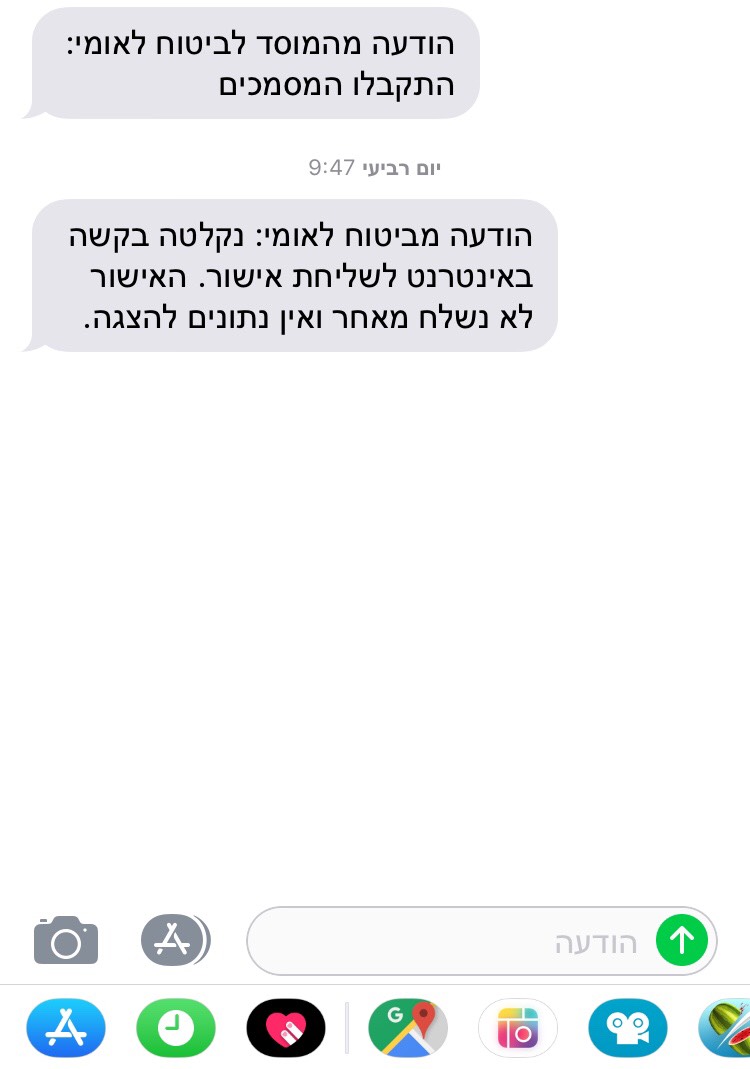 הודעה מהמוסד לביטוח לאומי:
התקבלו המסמכים
יום רביעי 9:47
הודעה מביטוח לאומי: נקלטה בקשה
באינטרנט לשליחת אישור. האישור
לא נשלח מאחר ואין נתונים להצגה.
הודעה
G